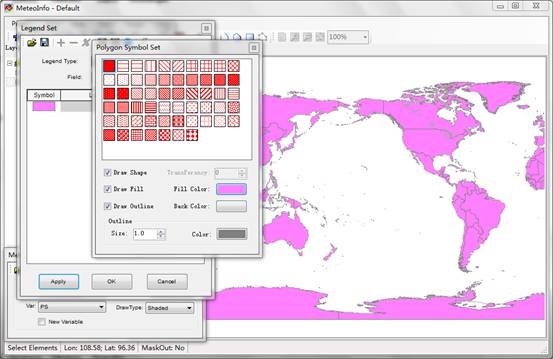 MeteoInfo - Default
Legend Set
100%
Polygon Symbol Set
Legend Type:
Field:
Symbol
Draw Shape
Transparency:
0
Draw Fill
Fill Color:
Draw Outline
Back Color:
Outline
Size:
1.0
Color:
Apply
OK
Cancel
Var:
PS
DrawType:
Shaded
New Variable
Select Elements
Lon: 108.58; Lat: 96.36
MaskOut: No